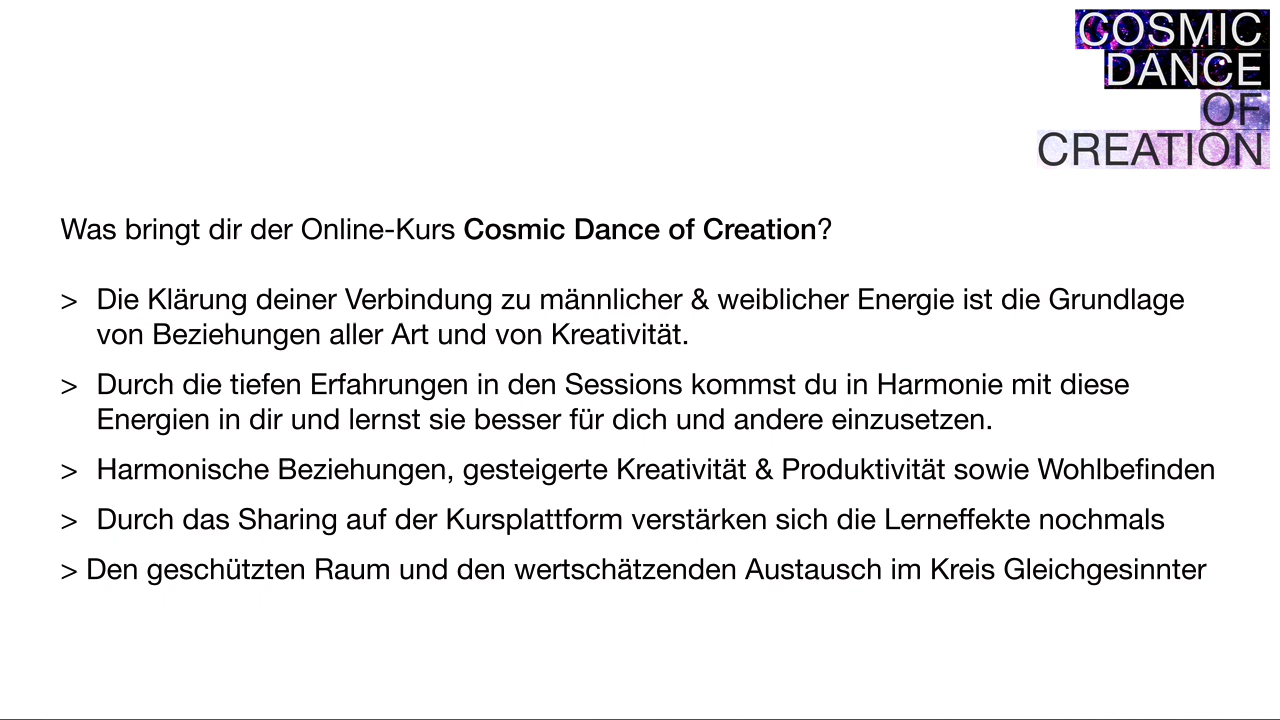 COSMIC
DANCE
OF
CREATION
Was bringt dir der Online-Kurs Cosmic Dance of Creation?
> Die Klärung deiner Verbindung zu männlicher & weiblicher Energie ist die Grundlage
von Beziehungen aller Art und von Kreativität.
> Durch die tiefen Erfahrungen in den Sessions kommst du in Harmonie mit diese
Energien in dir und lernst sie besser für dich und andere einzusetzen.
> Harmonische Beziehungen, gesteigerte Kreativität & Produktivität sowie Wohlbefinden
> Durch das Sharing auf der Kursplattform verstärken sich die Lerneffekte nochmals
> Den geschützten Raum und den wertschätzenden Austausch im Kreis Gleichgesinnter